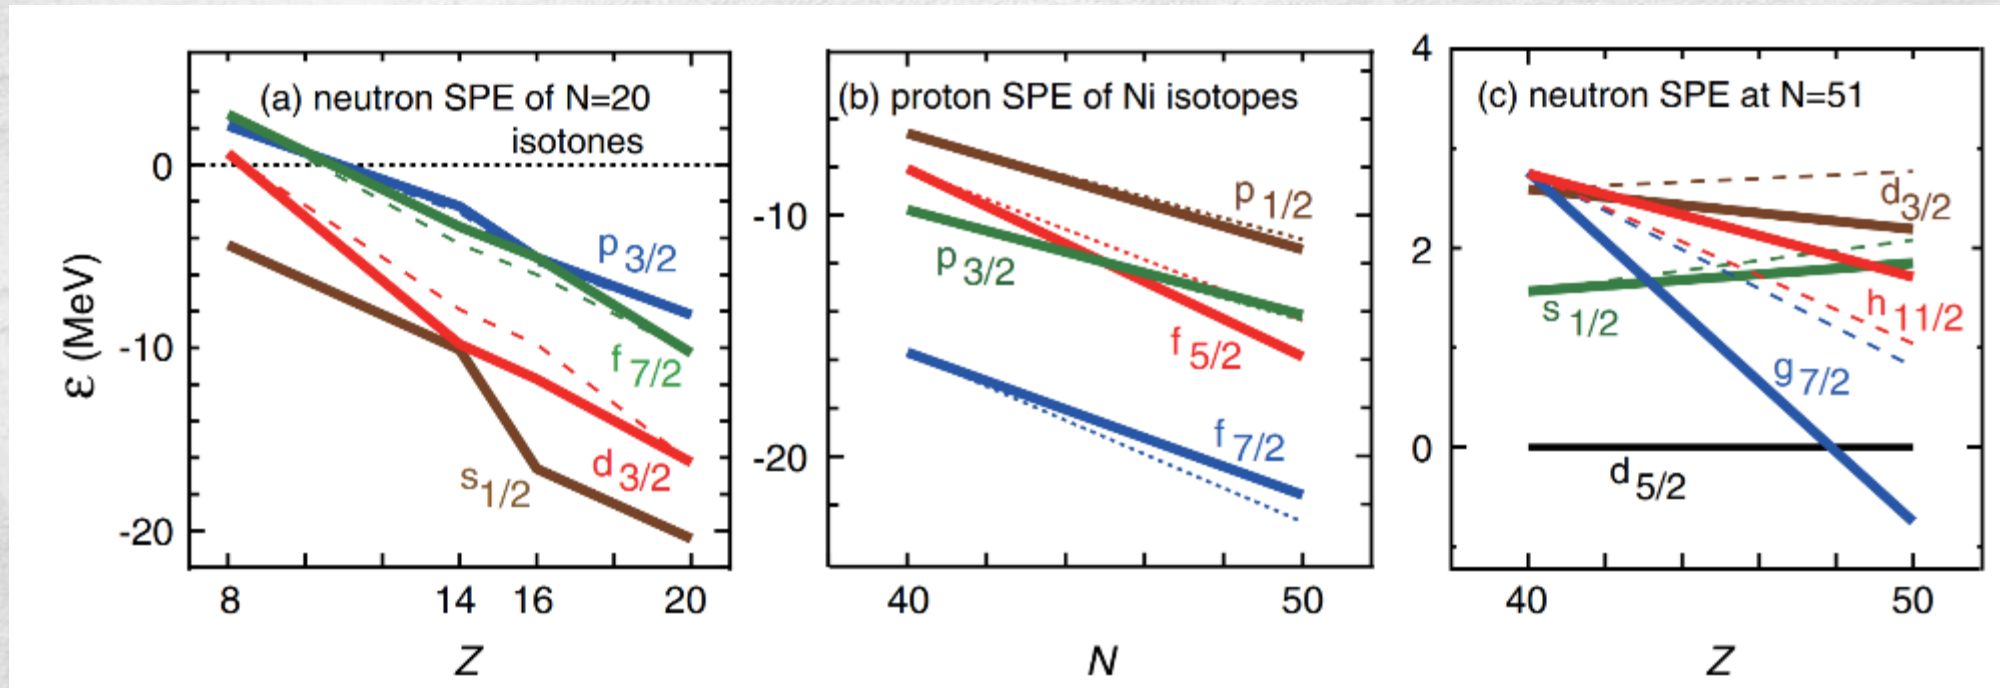 (a) neutron SPE of N=20
isotones
ε (MeV)
0
-10
-20
p 3/2
f 7/2
d 3/2
s 1/2
8 14 16 20
Z
(b) proton SPE of Ni isotopes
-10
-20
p 1/2
p 3/2
f 5/2
f 7/2
40 50
N
(c) neutron SPE at N=51
4
2
0
d 3/2
s 1/2
h 11/2
g 7/2
d 5/2
40 50
Z